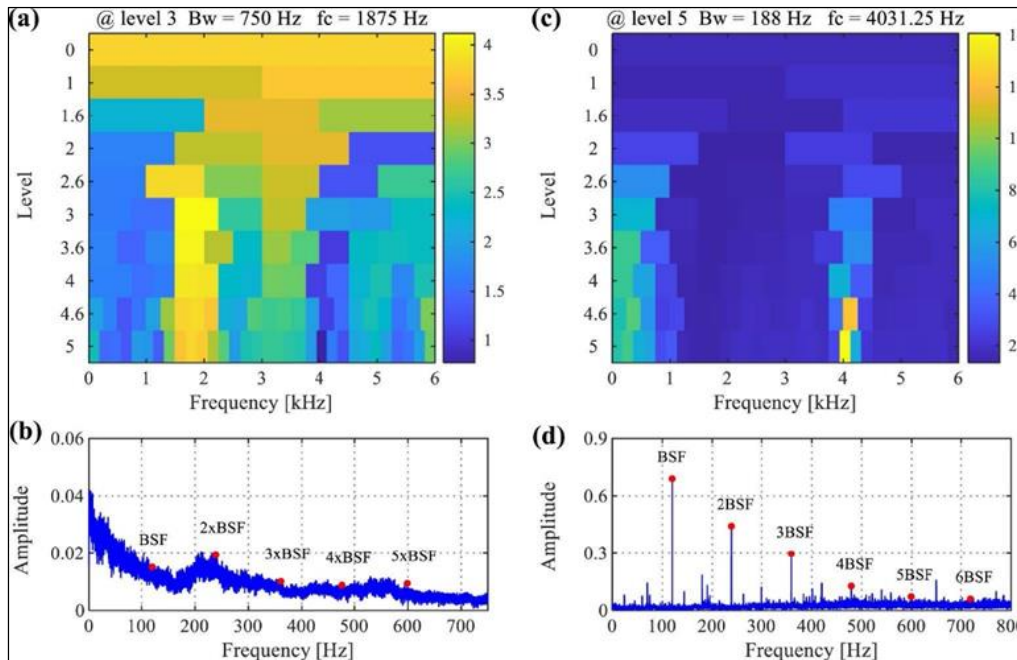 (a)
@ level 3 Bw = 750 Hz fc = 1875 Hz
0
1
1.6
2
2.6
3
3.6
4
4.6
5
Level
0 1 2 3 4 5 6
Frequency [kHz]
4
3.5
3
2.5
2
1.5
1
(c)
@ level 5 Bw = 188 Hz fc = 4031.25 Hz
0
1
1.6
2
2.6
3
3.6
4
4.6
5
Level
0 1 2 3 4 5 6
Frequency [kHz]
8
6
4
2
(b)
0.06
0.04
0.02
0
Amplitude
BSF
2xBSF
3xBSF
4xBSF
5xBSF
0 100 200 300 400 500 600 700
Frequency [Hz]
(d)
0.9
0.6
0.3
0
Amplitude
BSF
2BSF
3BSF
4BSF
5BSF
6BSF
0 100 200 300 400 500 600 700 800
Frequency [Hz]